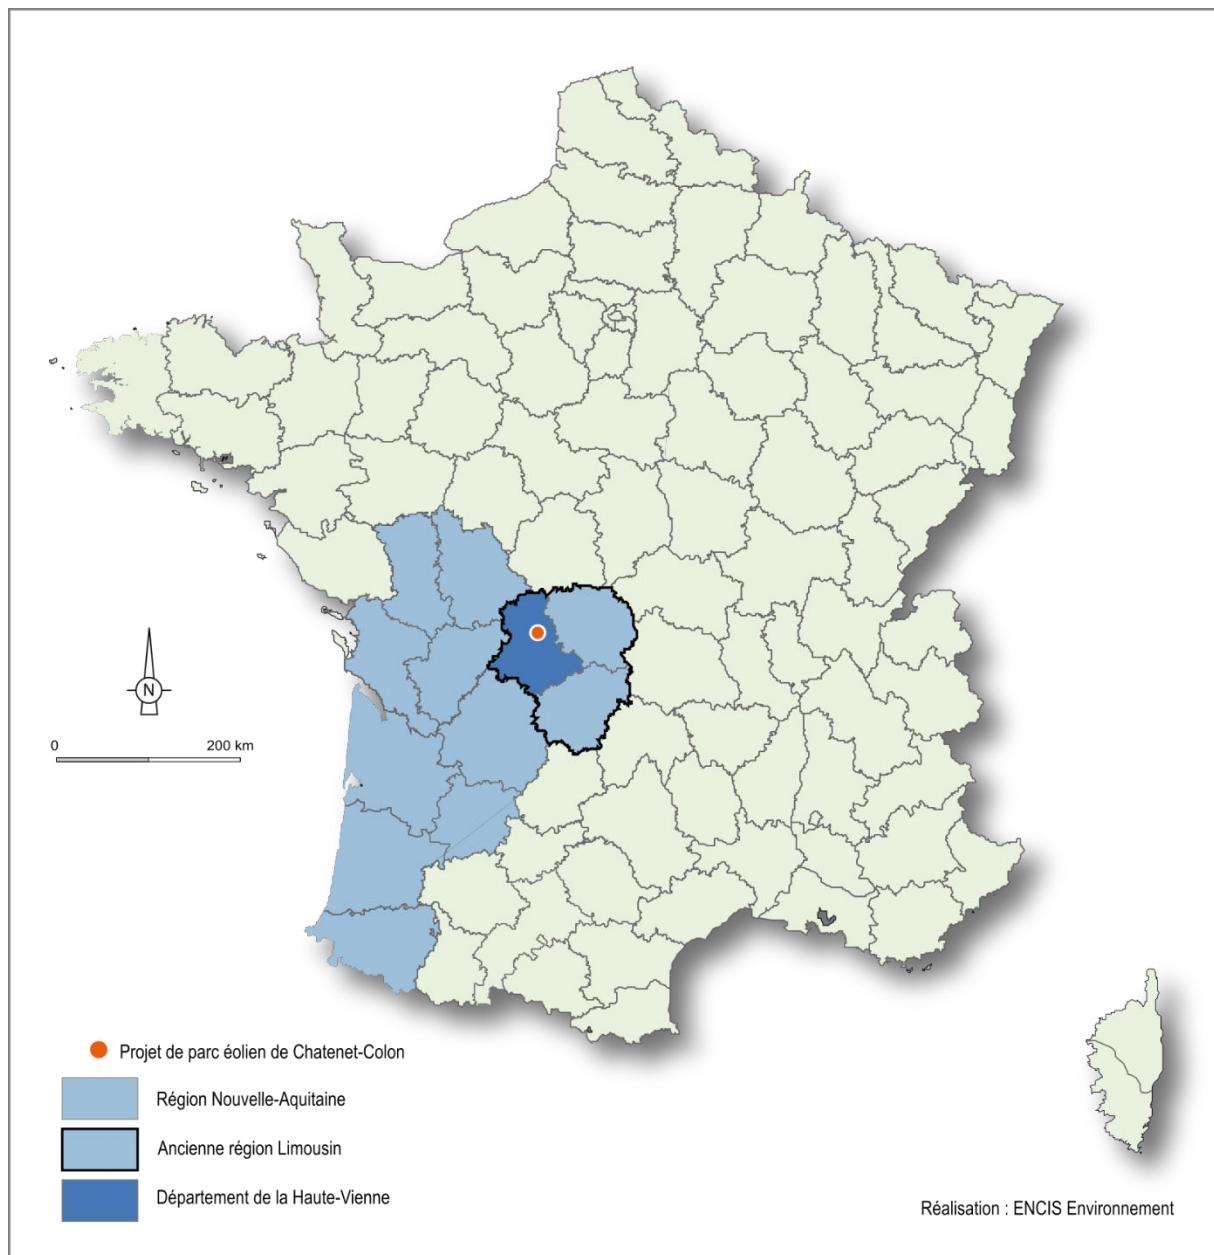 N
0 200 km
Projet de parc éolien de Chatenet-Colon
Région Nouvelle-Aquitaine
Ancienne région Limousin
Département de la Haute-Vienne
Réalisation : ENCIS Environnement